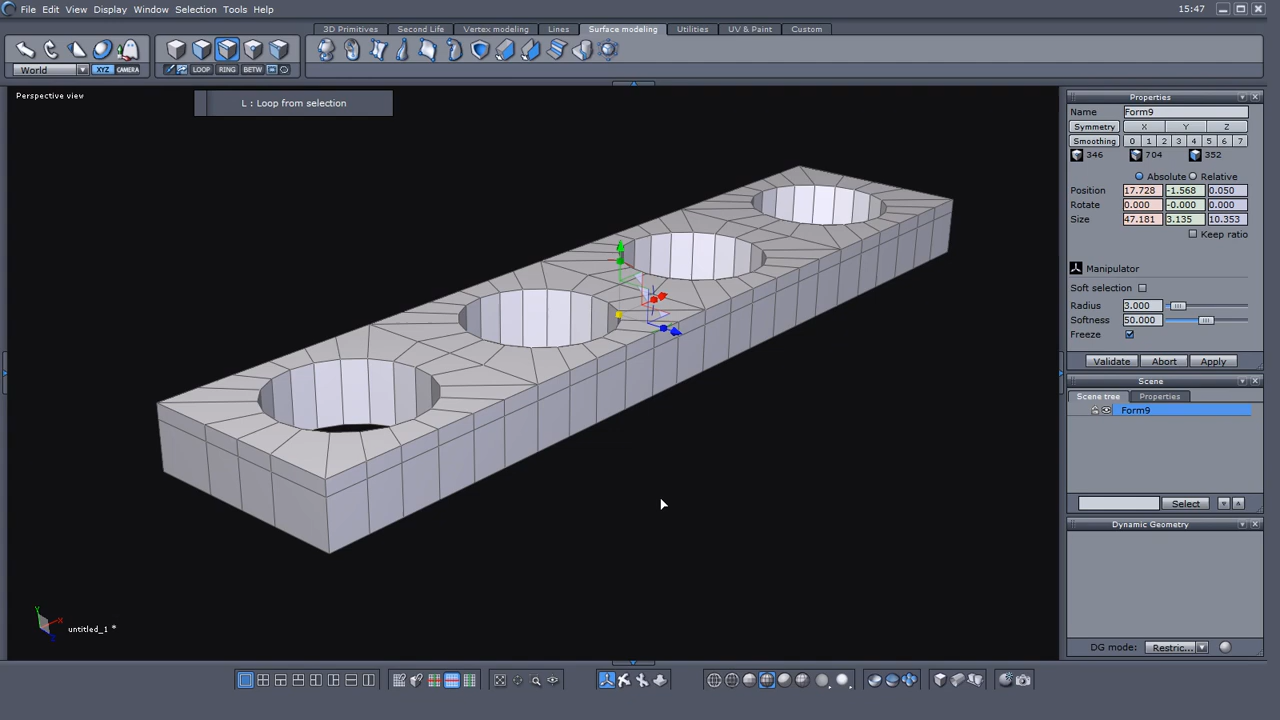 File Edit View Display Window Selection Tools Help 15:47
3D Primitives Second Life Vertex modeling Lines Surface modeling Utilities UV & Paint Custom
World XYZ CAMERA LOOP RING BETW
Perspective view
L : Loop from selection
Properties
Name Form9
Symmetry X Y Z
Smoothing 0 1 2 3 4 5 6 7
346 704 352
Absolute Relative
Position 17.728 -1.568 0.050
Rotate 0.000 -0.000 0.000
Size 47.181 3.135 10.353
Keep ratio
Manipulator
Soft selection
Radius 3.000
Softness 50.000
Freeze
Validate Abort Apply
Scene
Scene tree Properties
Form9
Select
Dynamic Geometry
DG mode: Restric...
Y
X
untitled_1 *